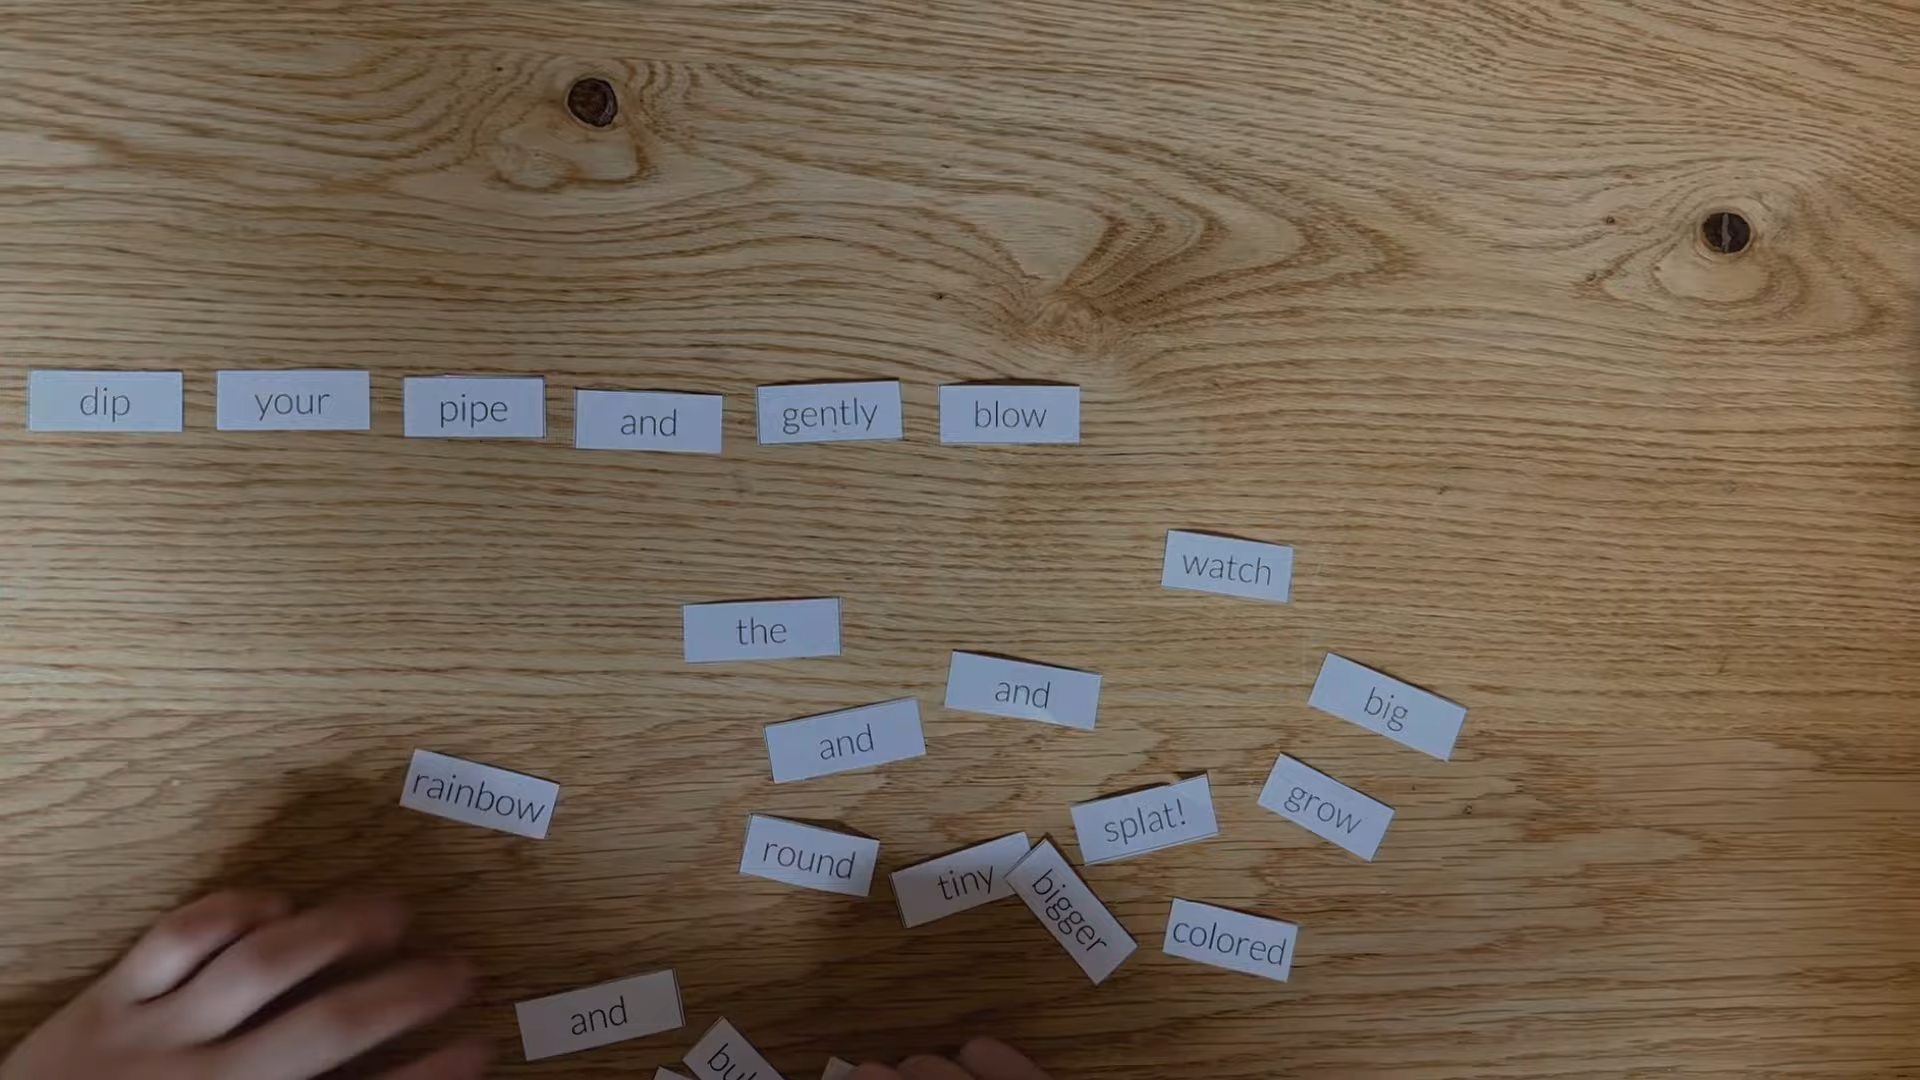 dip your pipe and gently blow
watch
the
and
big
and
rainbow
splat!
grow
round
tiny
bigger
colored
and